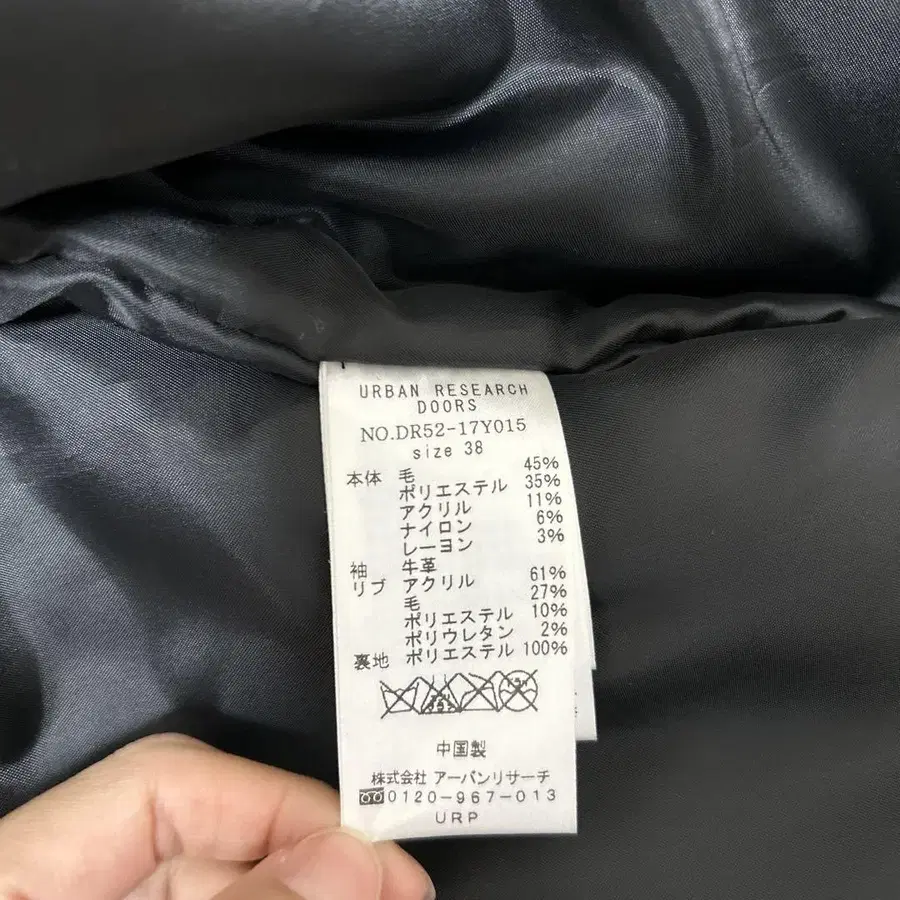 URBAN RESEARCH
DOORS
NO.DR52-17Y015
size 38
本体 毛 45%
ポリエステル 35%
アクリル 11%
ナイロン 6%
レーヨン 3%
袖 牛革
リブ アクリル 61%
毛 27%
ポリエステル 10%
ポリウレタン 2%
裏地 ポリエステル 100%
中国製
株式会社 アーバンリサーチ
0120-967-013
URP